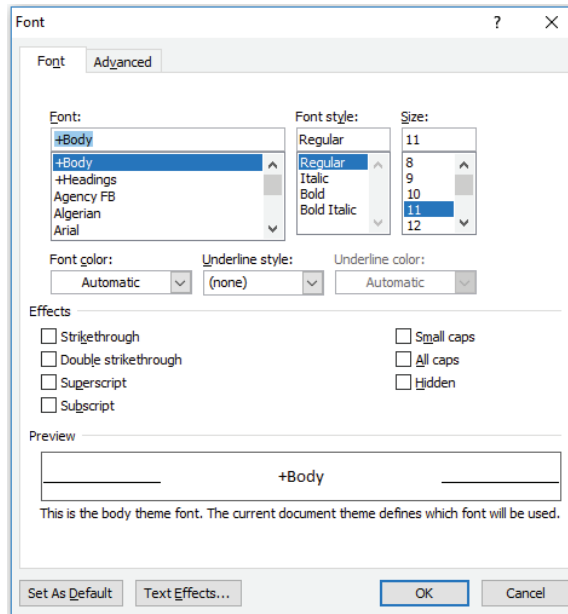 Font ?
Font Advanced
Font: Font style: Size:
+Body Regular 11
+Body Regular 8
+Headings Italic 9
Agency FB Bold 10
Algerian Bold Italic 11
Arial 12
Font color: Underline style: Underline color:
Automatic (none) Automatic
Effects
Strikethrough Small caps
Double strikethrough All caps
Superscript Hidden
Subscript
Preview
+Body
This is the body theme font. The current document theme defines which font will be used.
Set As Default Text Effects... OK Cancel